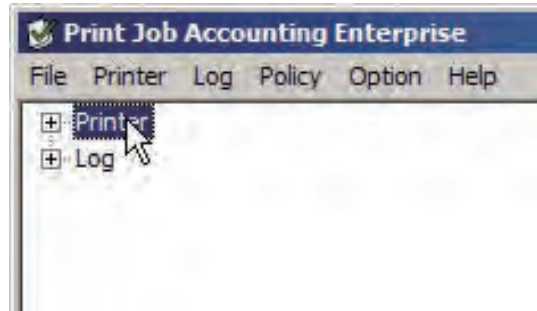 Print Job Accounting Enterprise
File Printer Log Policy Option Help
Printer
Log